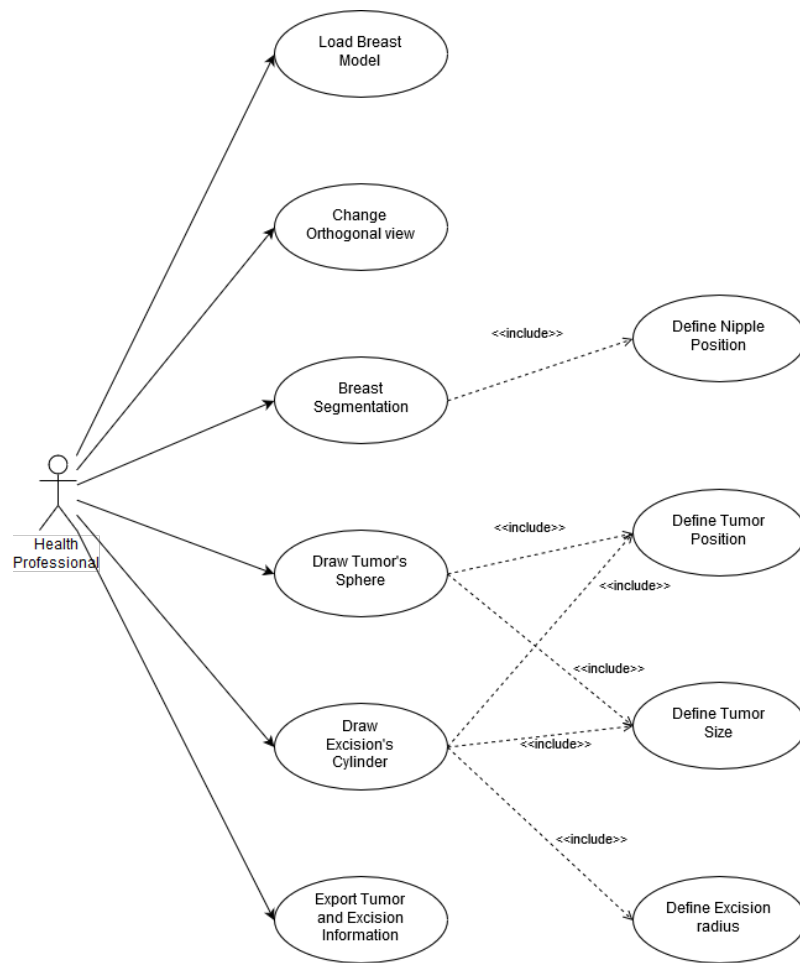 Load Breast
Model
Change
Orthogonal view
<<include>>
Define Nipple
Position
Breast
Segmentation
Health
Professional
<<include>>
Define Tumor
Position
Draw Tumor's
Sphere
<<include>>
<<include>>
Define Tumor
Size
Draw
Excision's
Cylinder
<<include>>
<<include>>
Export Tumor
and Excision
Information
Define Excision
radius